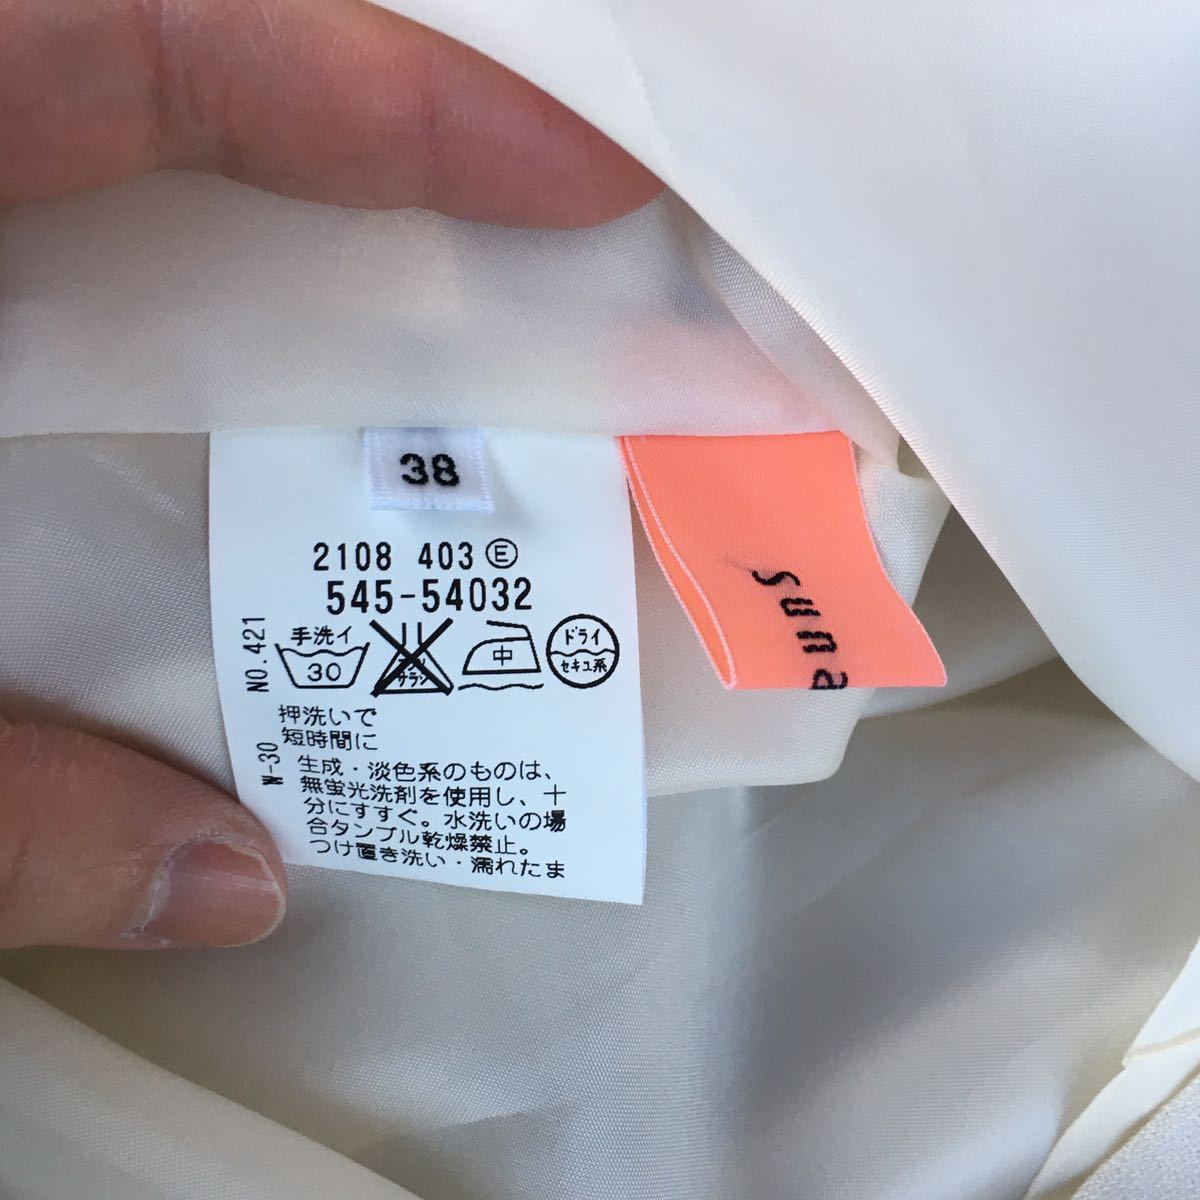 38
2108 403 Ⓔ
545-54032
NO.421
手洗イ
30
エンソ
サラシ
中
ドライ
セキユ系
W-30
押洗いで
短時間に
生成・淡色系のものは、
無蛍光洗剤を使用し、十
分にすすぐ。水洗いの場
合タンブル乾燥禁止。
つけ置き洗い・濡れたま